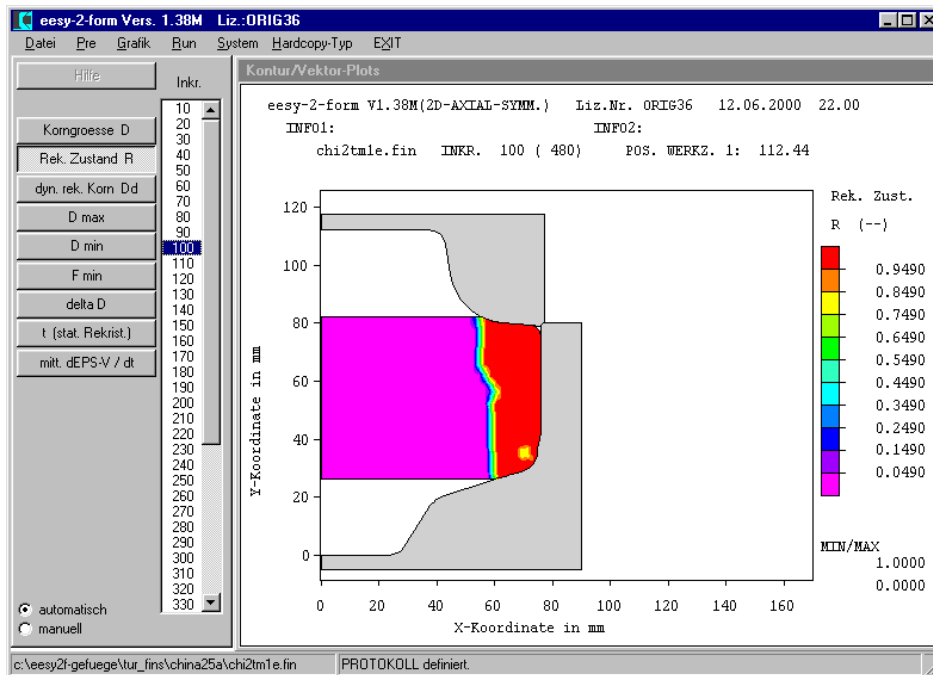 eesy-2-form Vers. 1.38M Liz.:ORIG36
Datei Pre Grafik Run System Hardcopy-Typ EXIT
Hilfe
Inkr.
Korngroesse D
Rek. Zustand R
dyn. rek. Korn Dd
D max
D min
F min
delta D
t (stat. Rekrist.)
mitt. dEPS-V / dt
10
20
30
40
50
60
70
80
90
100
110
120
130
140
150
160
170
180
190
200
210
220
230
240
250
260
270
280
290
300
310
320
330
automatisch
manuell
Kontur/Vektor-Plots
eesy-2-form V1.38M(2D-AXIAL-SYMM.) Liz.Nr. ORIG36 12.06.2000 22.00
INFO1: INFO2:
chi2tm1e.fin INKR. 100 ( 480) POS. WERKZ. 1: 112.44
Y-Koordinate in mm
120
100
80
60
40
20
0
0 20 40 60 80 100 120 140 160
X-Koordinate in mm
Rek. Zust.
R (--)
0.9490
0.8490
0.7490
0.6490
0.5490
0.4490
0.3490
0.2490
0.1490
0.0490
MIN/MAX
1.0000
0.0000
c:\eesy2f-gefuege\tur_fins\china25a\chi2tm1e.fin PROTOKOLL definiert.